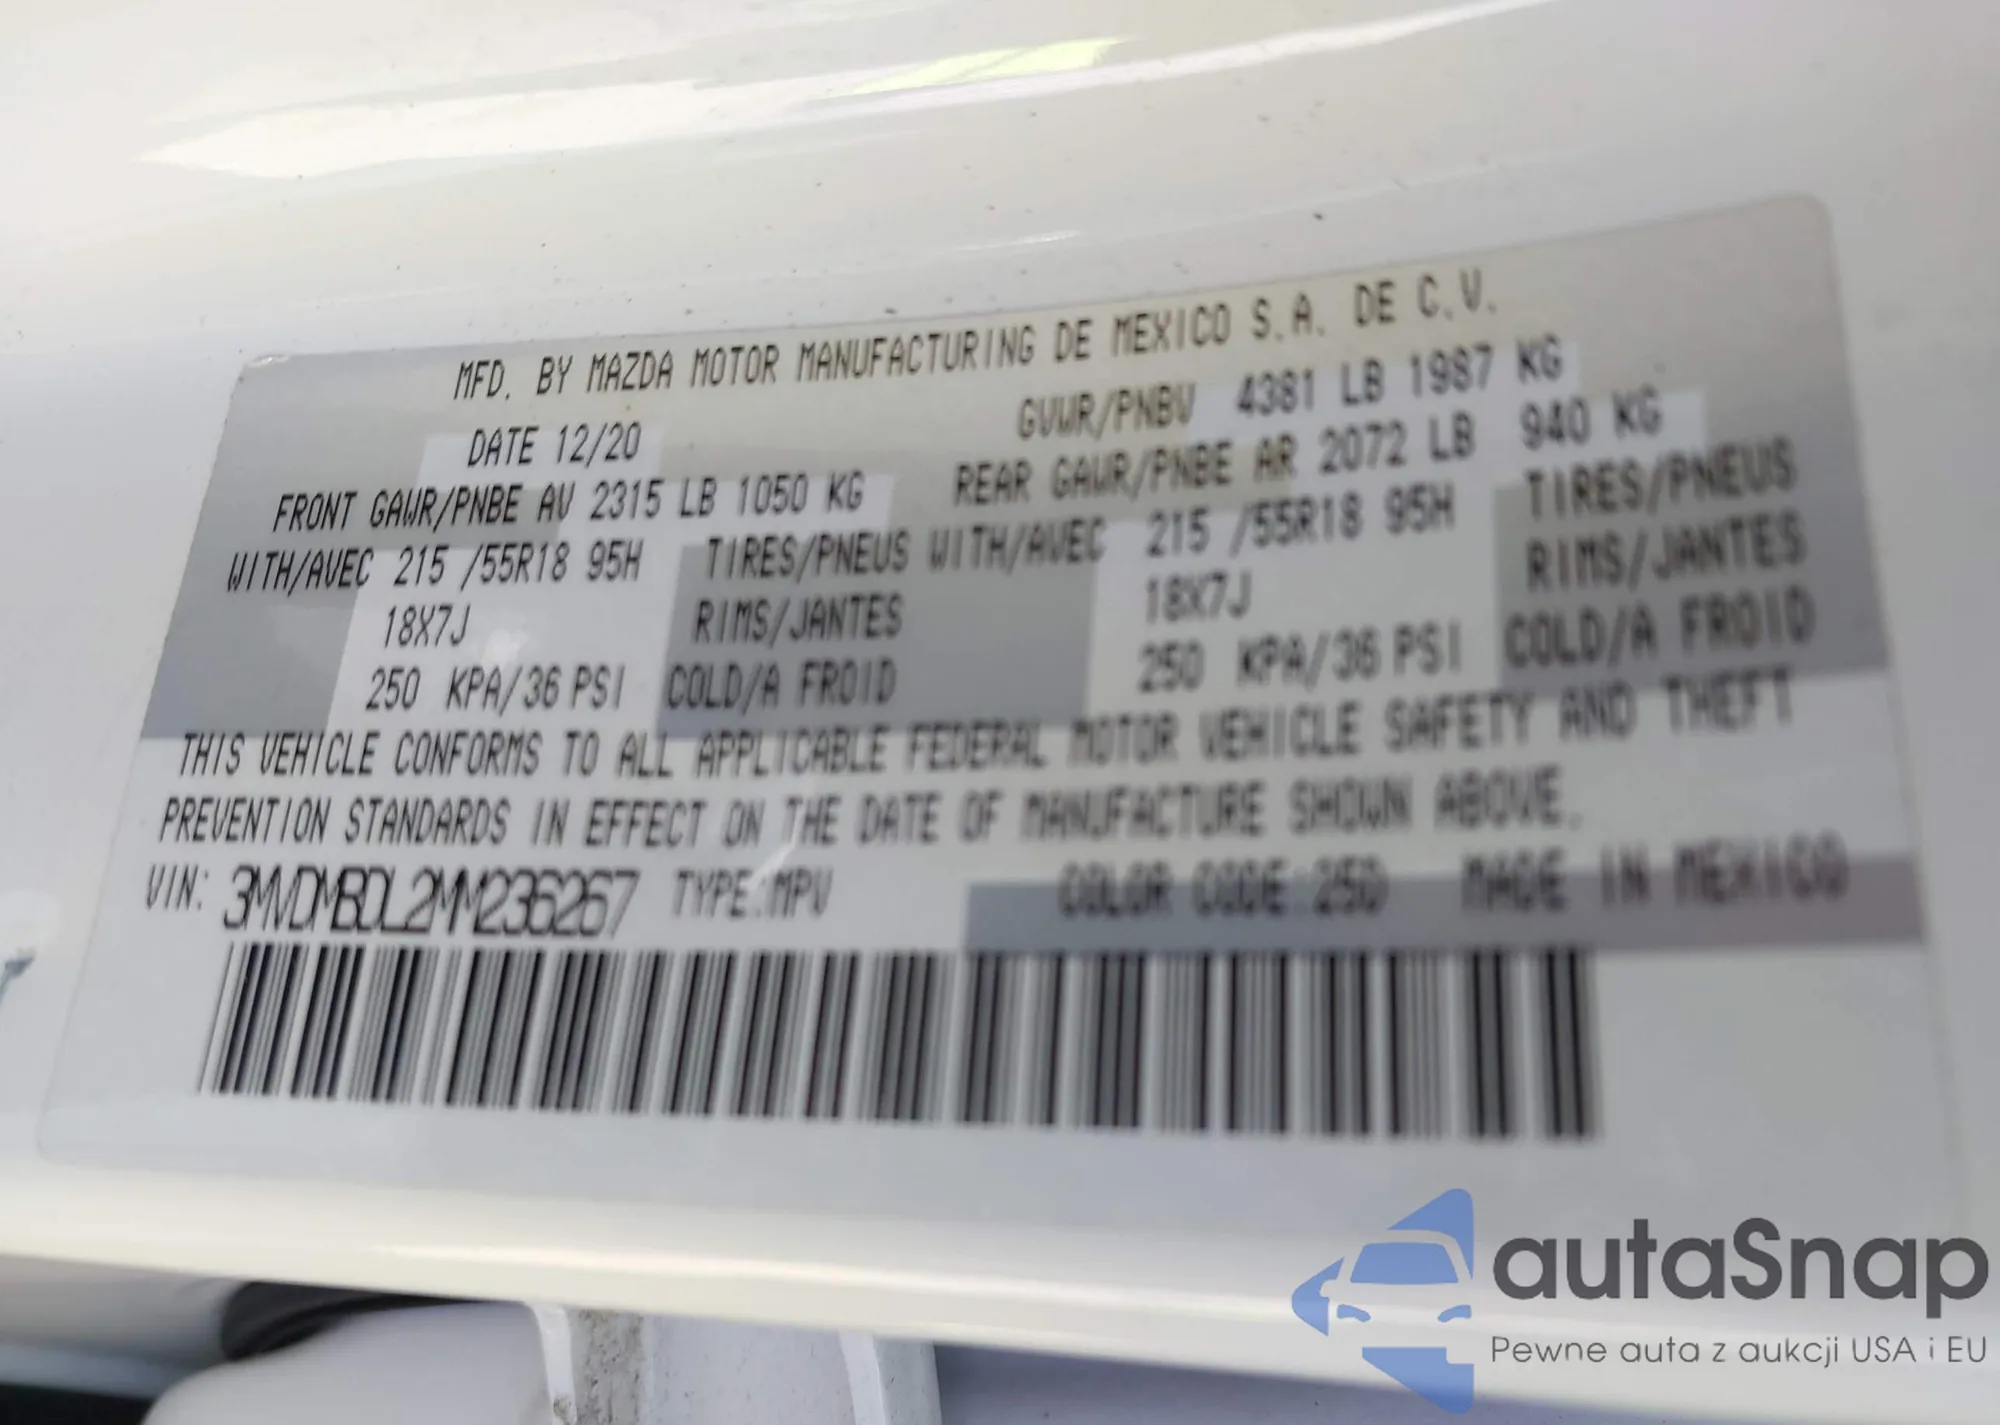 MFD. BY MAZDA MOTOR MANUFACTURING DE MEXICO S.A. DE C.V.
DATE 12/20 GVWR/PNBV 4381 LB 1987 KG
FRONT GAWR/PNBE AV 2315 LB 1050 KG REAR GAWR/PNBE AR 2072 LB 940 KG
WITH/AVEC 215 /55R18 95H TIRES/PNEUS WITH/AVEC 215 /55R18 95H TIRES/PNEUS
18X7J RIMS/JANTES 18X7J RIMS/JANTES
250 KPA/36 PSI COLD/A FROID 250 KPA/36 PSI COLD/A FROID
THIS VEHICLE CONFORMS TO ALL APPLICABLE FEDERAL MOTOR VEHICLE SAFETY AND THEFT
PREVENTION STANDARDS IN EFFECT ON THE DATE OF MANUFACTURE SHOWN ABOVE.
VIN: 3MVDMBDL2MM236267 TYPE:MPV COLOR CODE:25D MADE IN MEXICO
autaSnap
Pewne auta z aukcji USA i EU